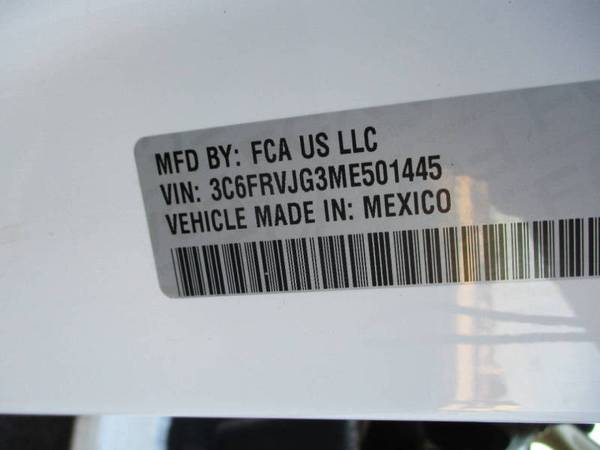 MFD BY: FCA US LLC
VIN: 3C6FRVJG3ME501445
VEHICLE MADE IN: MEXICO